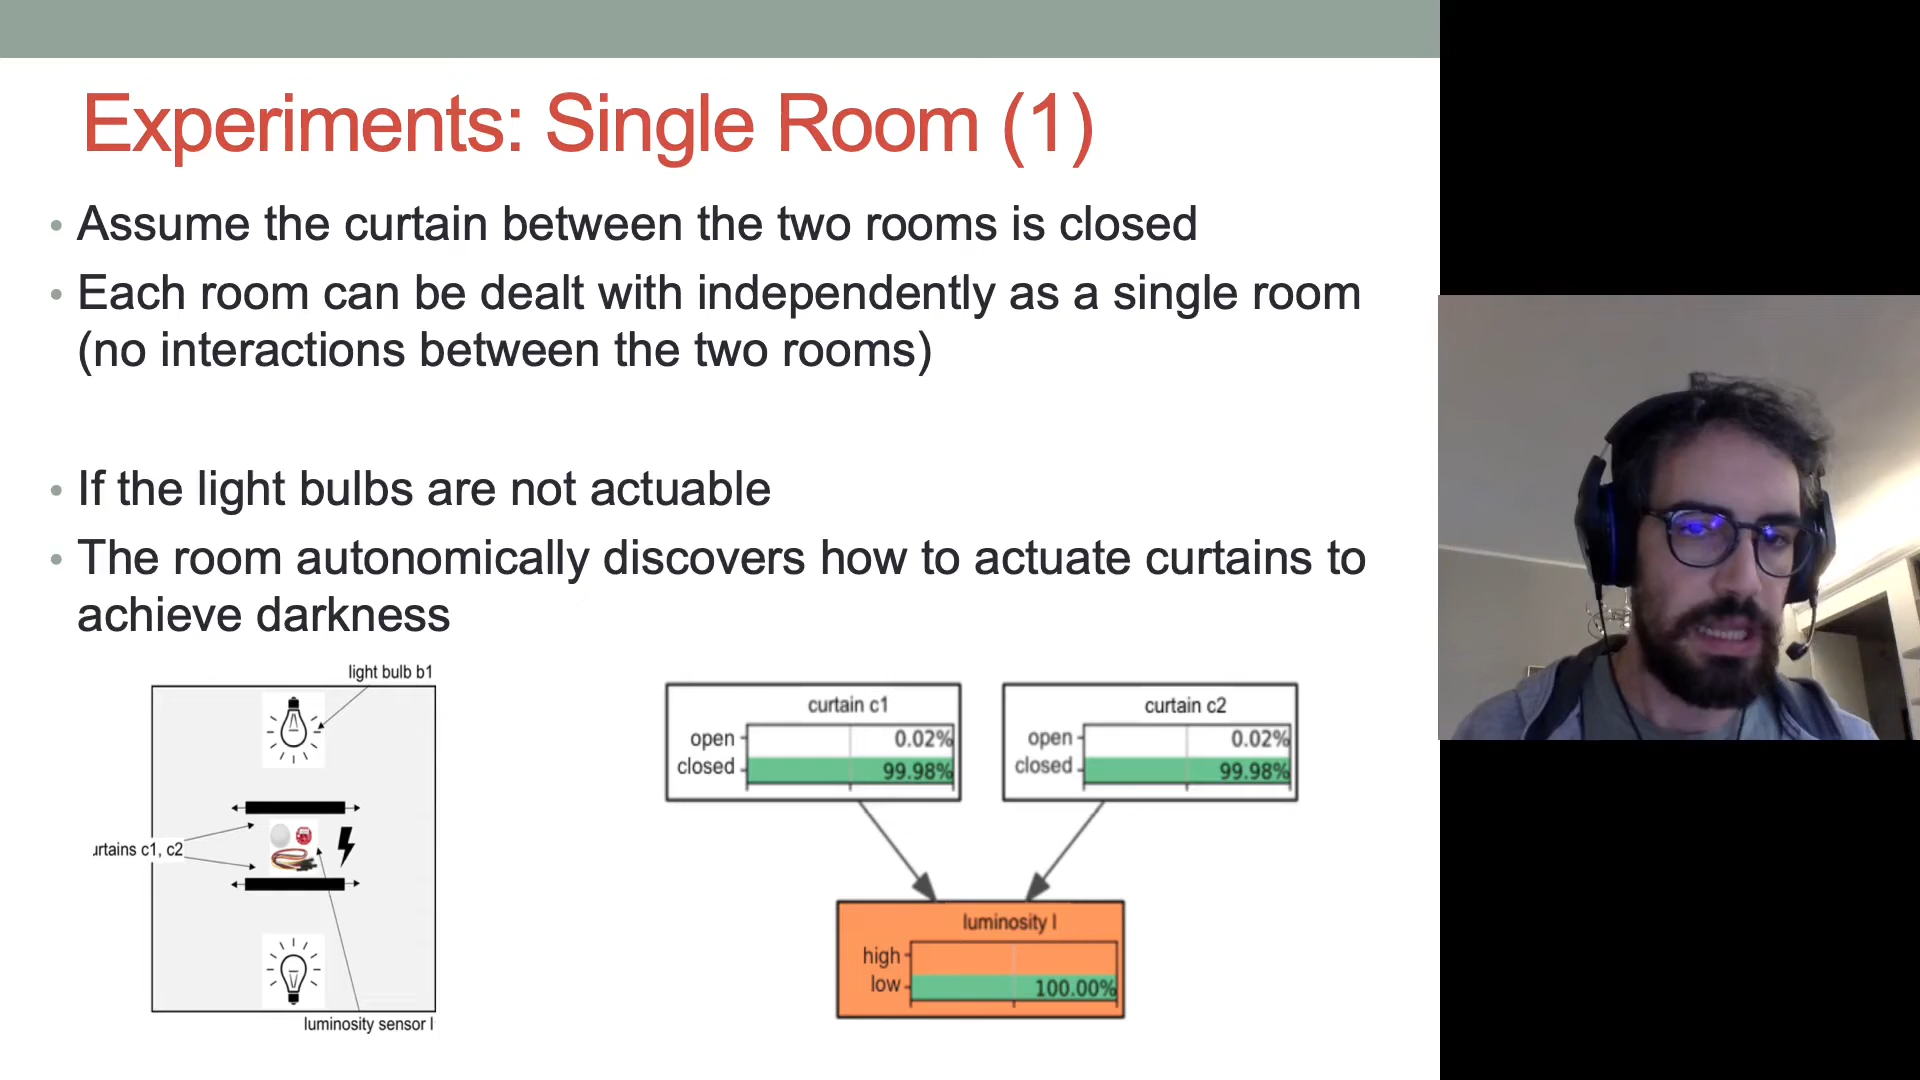 Experiments: Single Room (1)
• Assume the curtain between the two rooms is closed
• Each room can be dealt with independently as a single room
(no interactions between the two rooms)
• If the light bulbs are not actuable
• The room autonomically discovers how to actuate curtains to
achieve darkness
light bulb b1
urtains c1, c2
luminosity sensor l
curtain c1
open 0.02%
closed 99.98%
curtain c2
open 0.02%
closed 99.98%
luminosity l
high
low 100.00%